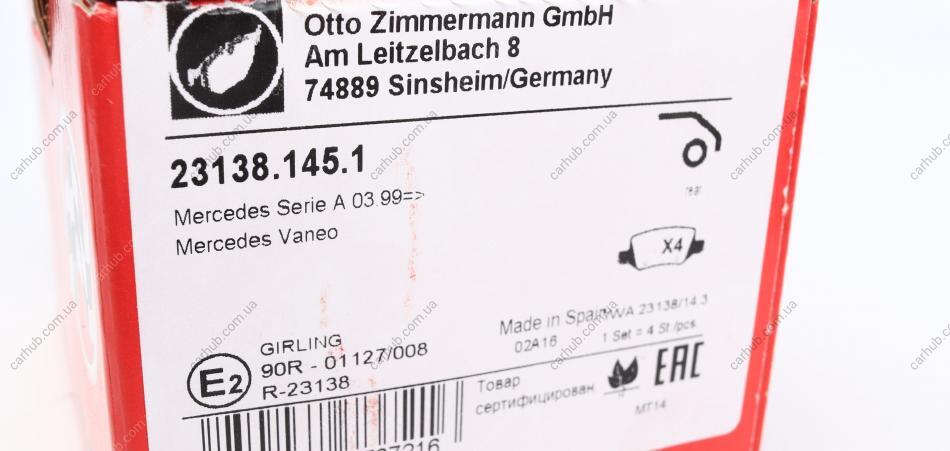 Otto Zimmermann GmbH
Am Leitzelbach 8
74889 Sinsheim/Germany
23138.145.1
Mercedes Serie A 03.99=>
Mercedes Vaneo
rear
X4
Made in Spain WVA 23138/14.3
02A16 1 Set = 4 St./pcs.
GIRLING
90R - 01127/008
R-23138
E2
Товар
сертифицирован
EAC
MT14
carhub.com.ua